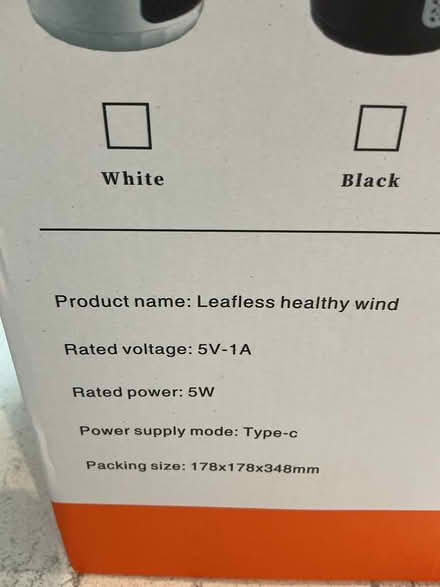 White
Black
Product name: Leafless healthy wind
Rated voltage: 5V-1A
Rated power: 5W
Power supply mode: Type-c
Packing size: 178x178x348mm